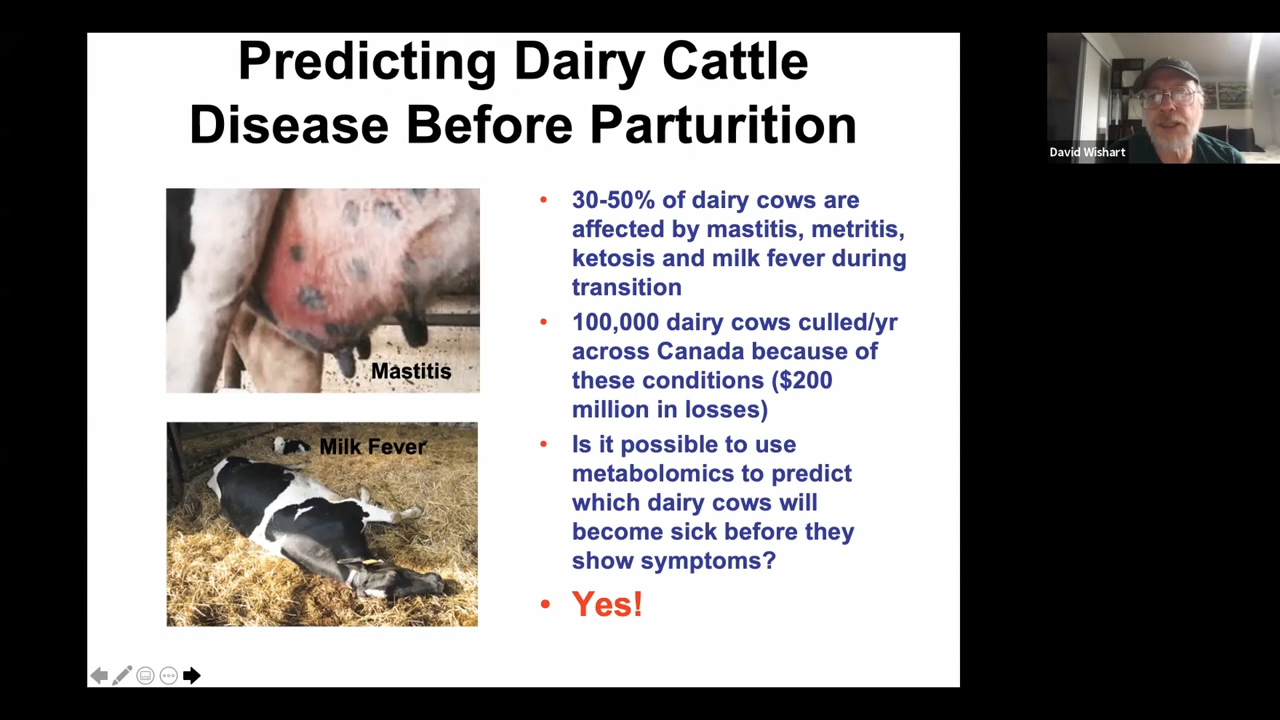 Predicting Dairy Cattle
Disease Before Parturition
Mastitis
Milk Fever
• 30-50% of dairy cows are
affected by mastitis, metritis,
ketosis and milk fever during
transition
• 100,000 dairy cows culled/yr
across Canada because of
these conditions ($200
million in losses)
• Is it possible to use
metabolomics to predict
which dairy cows will
become sick before they
show symptoms?
• Yes!
David Wishart